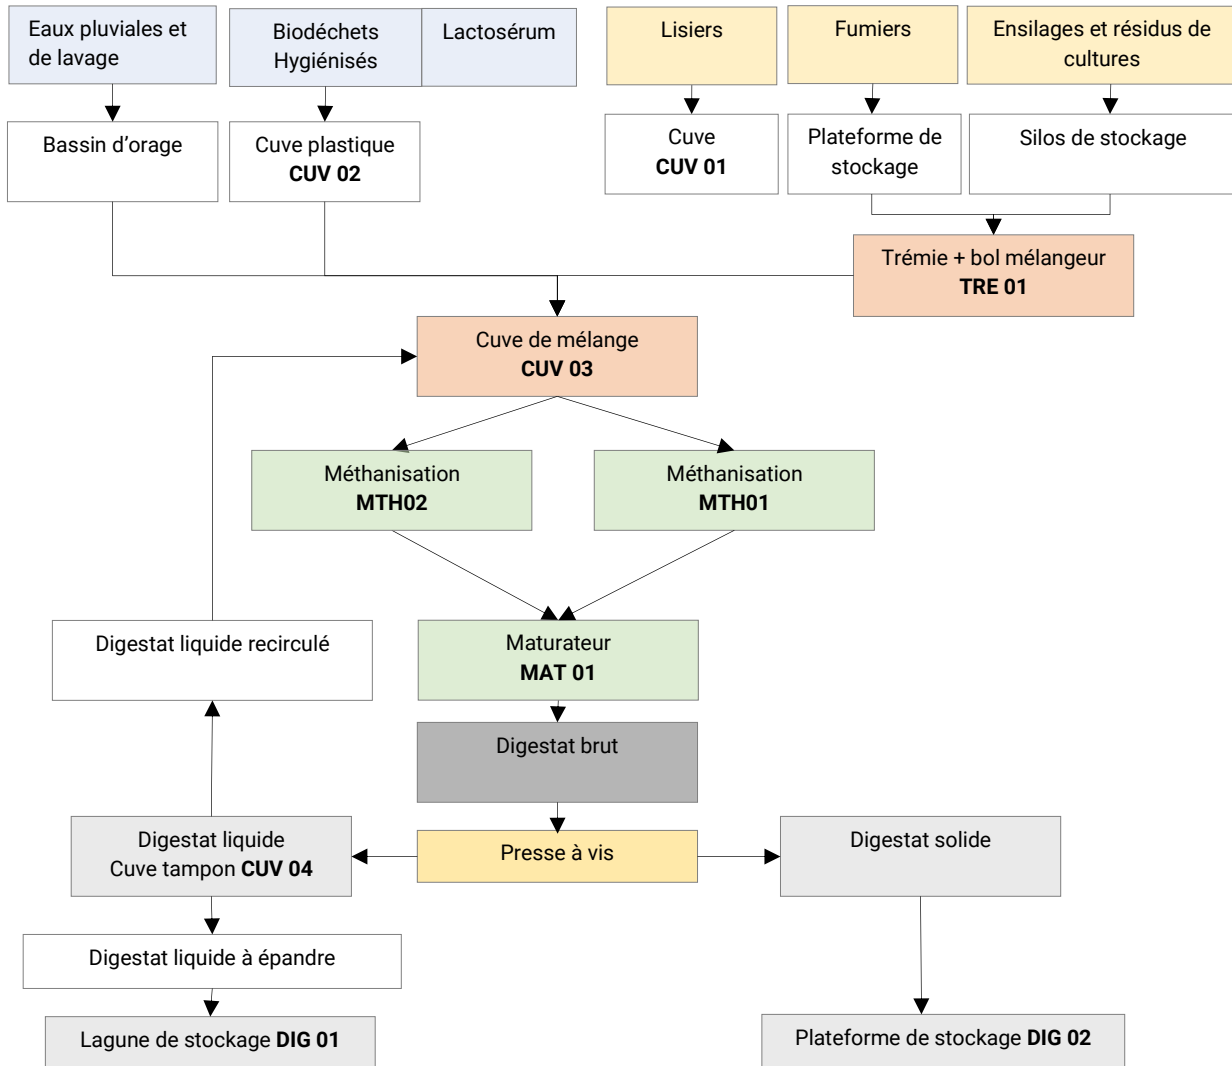 Eaux pluviales et
de lavage
Biodéchets
Hygiénisés
Lactosérum
Lisiers
Fumiers
Ensilages et résidus de
cultures
Bassin d’orage
Cuve plastique
CUV 02
Cuve
CUV 01
Plateforme de
stockage
Silos de stockage
Trémie + bol mélangeur
TRE 01
Cuve de mélange
CUV 03
Méthanisation
MTH02
Méthanisation
MTH01
Digestat liquide recirculé
Maturateur
MAT 01
Digestat brut
Digestat liquide
Cuve tampon CUV 04
Presse à vis
Digestat solide
Digestat liquide à épandre
Lagune de stockage DIG 01
Plateforme de stockage DIG 02